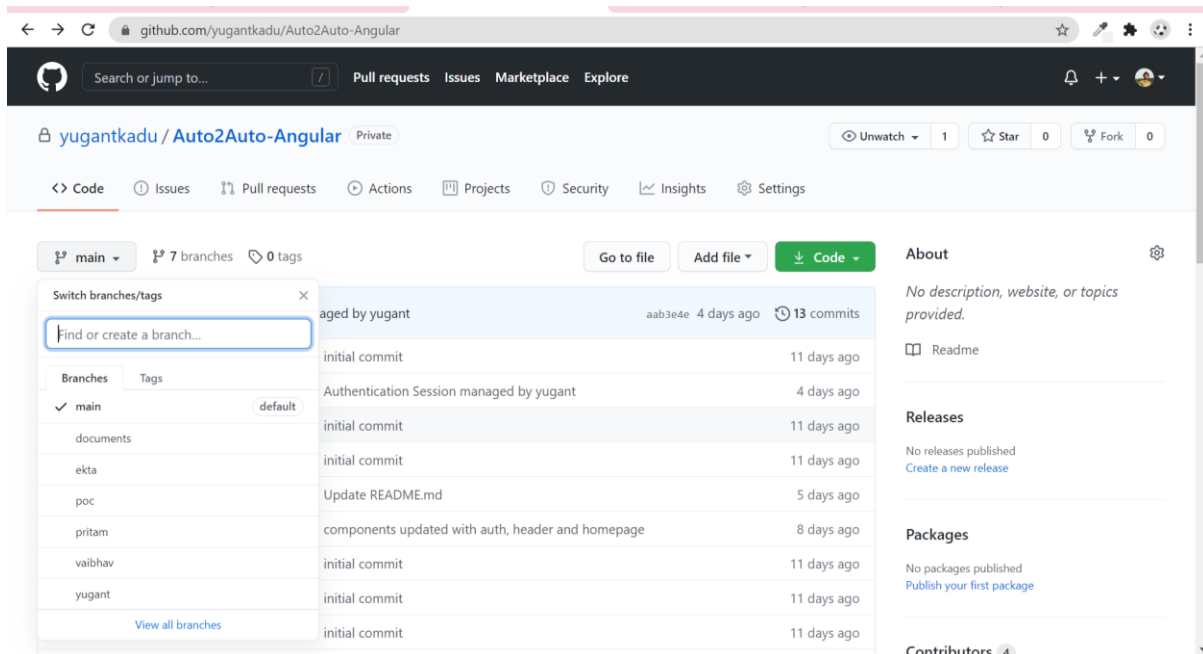 github.com/yugantkadu/Auto2Auto-Angular
Search or jump to... / Pull requests Issues Marketplace Explore
yugantkadu / Auto2Auto-Angular Private
Unwatch 1 Star 0 Fork 0
Code Issues Pull requests Actions Projects Security Insights Settings
main 7 branches 0 tags Go to file Add file Code
Switch branches/tags
Find or create a branch...
Branches Tags
main default
documents
ekta
poc
pritam
vaibhav
yugant
View all branches
aged by yugant aab3e4e 4 days ago 13 commits
initial commit 11 days ago
Authentication Session managed by yugant 4 days ago
initial commit 11 days ago
initial commit 11 days ago
Update README.md 5 days ago
components updated with auth, header and homepage 8 days ago
initial commit 11 days ago
initial commit 11 days ago
initial commit 11 days ago
About
No description, website, or topics
provided.
Readme
Releases
No releases published
Create a new release
Packages
No packages published
Publish your first package
Contributors 4